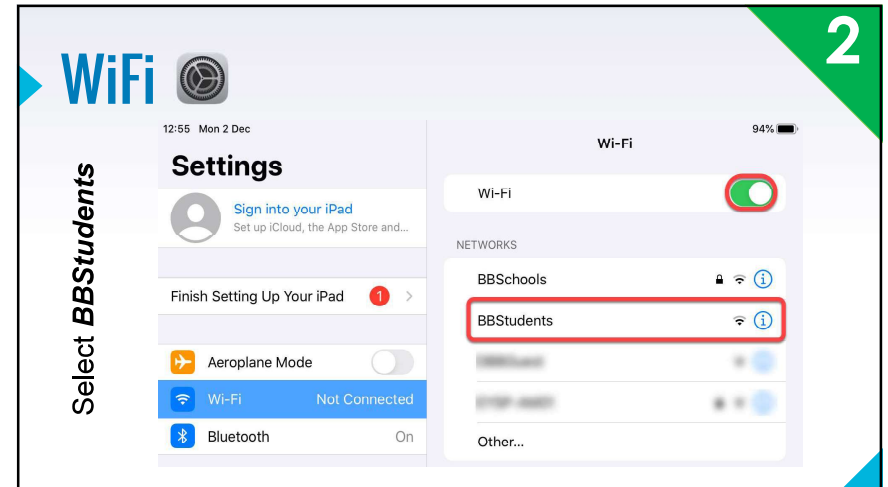 2
WiFi
Select BBStudents
12:55 Mon 2 Dec
94%
Settings
Sign into your iPad
Set up iCloud, the App Store and...
Finish Setting Up Your iPad 1
Aeroplane Mode
Wi-Fi Not Connected
Bluetooth On
Wi-Fi
Wi-Fi
NETWORKS
BBSchools
BBStudents
Other...